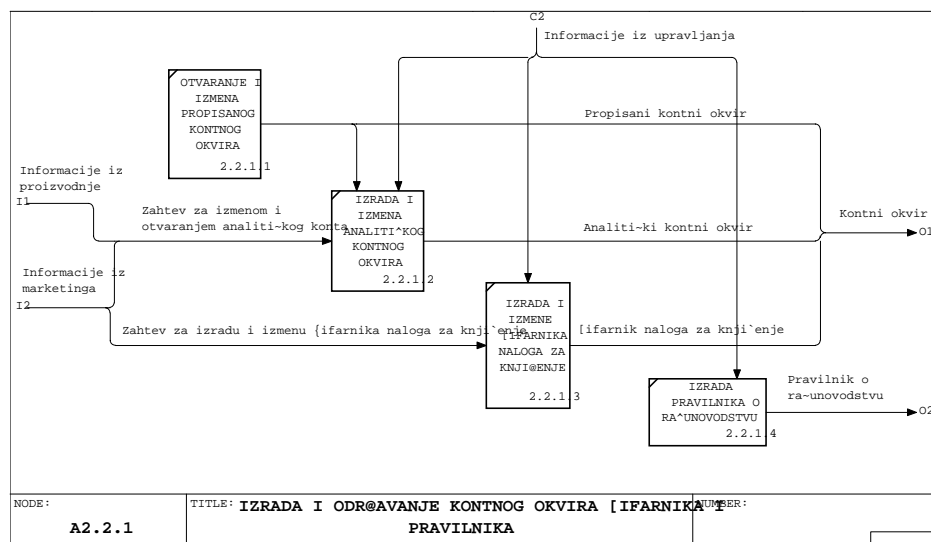 C2
Informacije iz upravljanja
OTVARANJE I
IZMENA
PROPISANOG
KONTNOG
OKVIRA
2.2.1.1
Propisani kontni okvir
Informacije iz
proizvodnje
I1
Zahtev za izmenom i
otvaranjem analiti~kog konta
IZRADA I
IZMENA
ANALITI^KOG
KONTNOG
OKVIRA
2.2.1.2
Analiti~ki kontni okvir
Kontni okvir
O1
Informacije iz
marketinga
I2
Zahtev za izradu i izmenu {ifarnika naloga za knji`enje
IZRADA I
IZMENE
[IFARNIKA
NALOGA ZA
KNJI@ENJE
2.2.1.3
[ifarnik naloga za knji`enje
IZRADA
PRAVILNIKA O
RA^UNOVODSTVU
2.2.1.4
Pravilnik o
ra~unovodstvu
O2
NODE:
A2.2.1
TITLE:
IZRADA I ODR@AVANJE KONTNOG OKVIRA [IFARNIKA I
PRAVILNIKA
NUMBER: